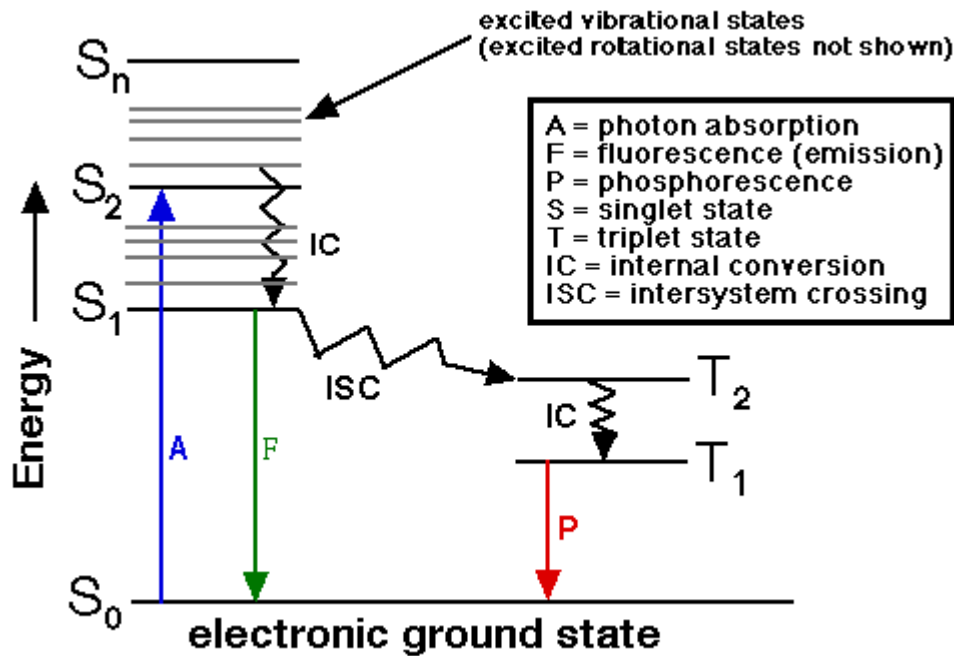 excited vibrational states
(excited rotational states not shown)
Sn
A = photon absorption
F = fluorescence (emission)
P = phosphorescence
S = singlet state
T = triplet state
IC = internal conversion
ISC = intersystem crossing
S2
IC
S1
Energy
ISC
T2
IC
T1
A
F
P
S0
electronic ground state